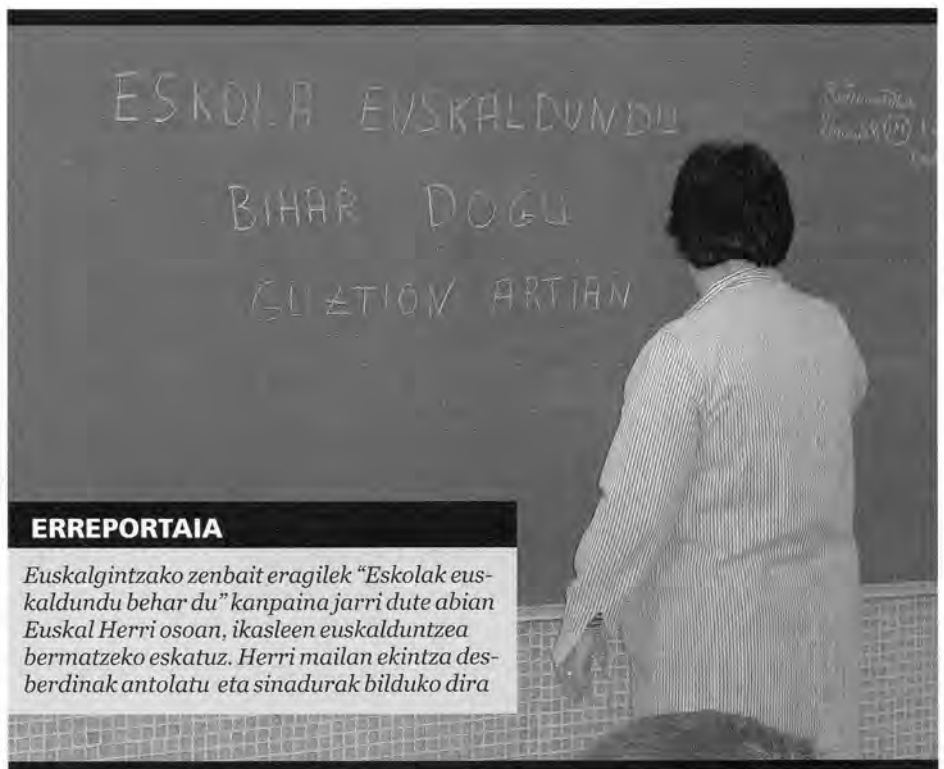 ESKOLA EUSKALDUNDU
BIHAR DOGU
GUZTION ARTIAN
ERREPORTAIA
Euskalgintzako zenbait eragilek “Eskolak eus-
kaldundu behar du” kanpaina jarri dute abian
Euskal Herri osoan, ikasleen euskalduntzea
bermatzeko eskatuz. Herri mailan ekintza des-
berdinak antolatu eta sinadurak bilduko dira